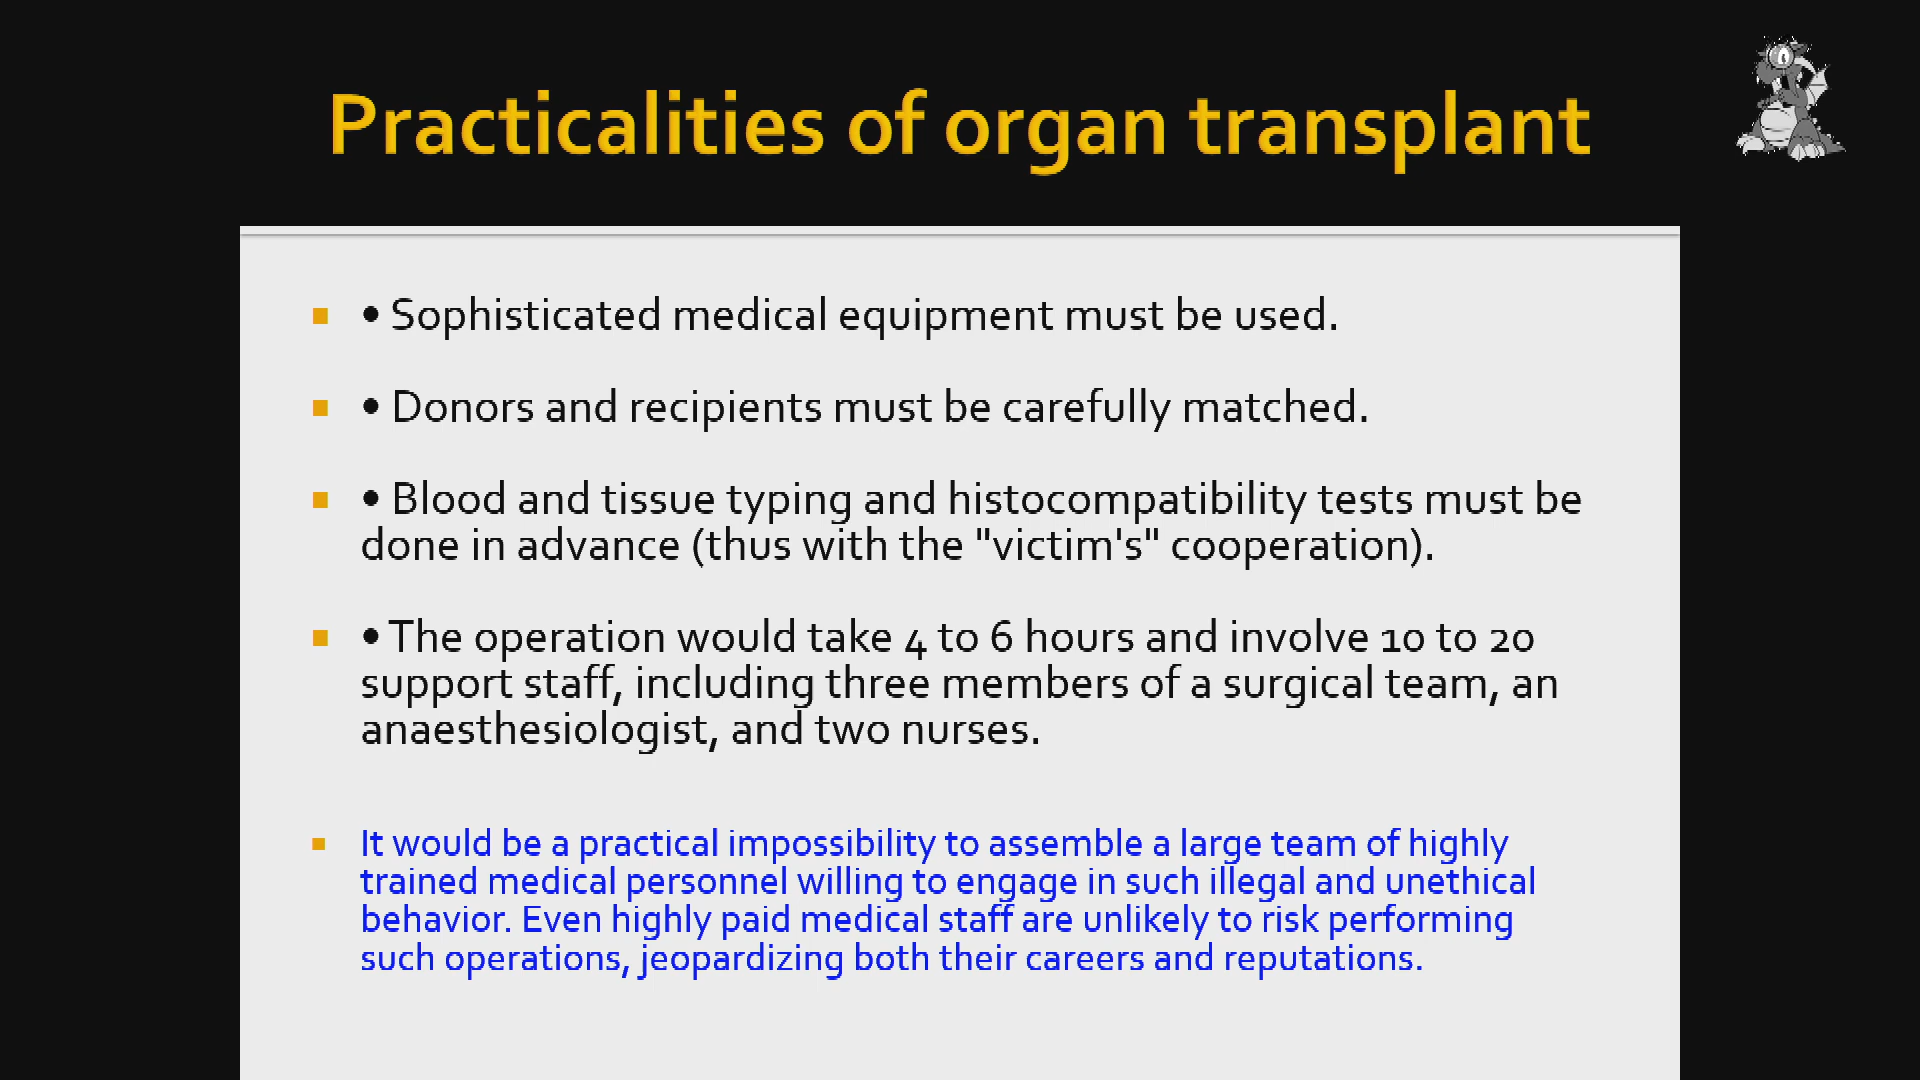 Practicalities of organ transplant
• Sophisticated medical equipment must be used.
• Donors and recipients must be carefully matched.
• Blood and tissue typing and histocompatibility tests must be
done in advance (thus with the "victim's" cooperation).
• The operation would take 4 to 6 hours and involve 10 to 20
support staff, including three members of a surgical team, an
anaesthesiologist, and two nurses.
It would be a practical impossibility to assemble a large team of highly
trained medical personnel willing to engage in such illegal and unethical
behavior. Even highly paid medical staff are unlikely to risk performing
such operations, jeopardizing both their careers and reputations.